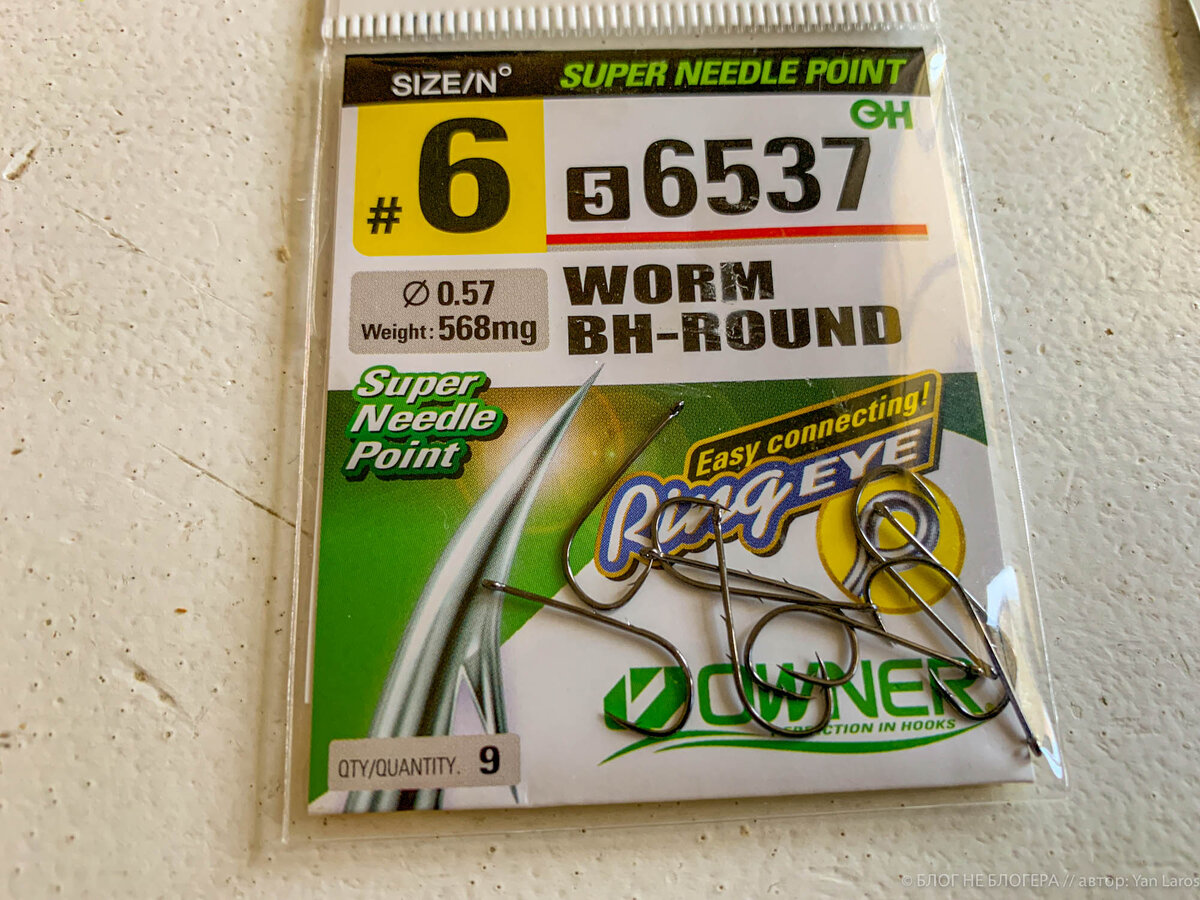 SIZE/N°
SUPER NEEDLE POINT
OH
#6
5 6537
Ø 0.57
Weight: 568mg
WORM
BH-ROUND
Super
Needle
Point
Easy connecting!
Ring EYE
OWNER
IN HOOKS
QTY/QUANTITY. 9
© БЛОГ НЕ БЛОГЕРА // автор: Yan Laros